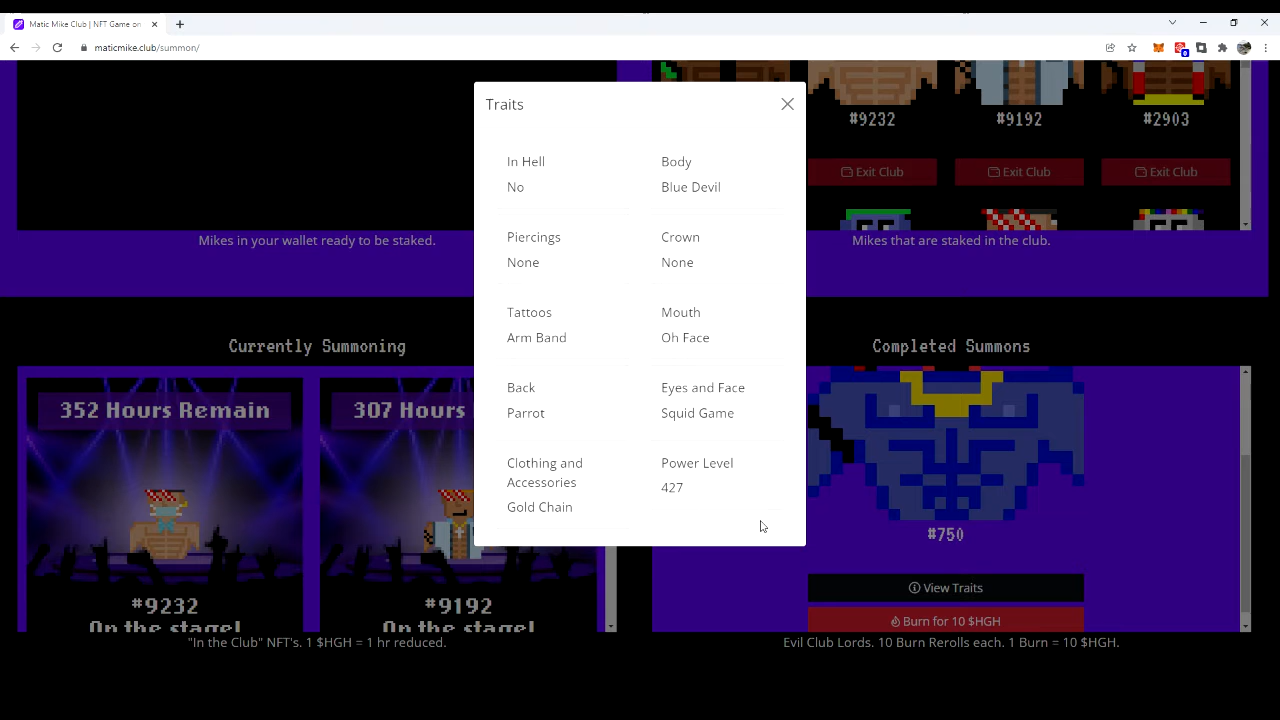 Matic Mike Club | NFT Game on
maticmike.club/summon/
Traits
In Hell
No
Body
Blue Devil
Piercings
None
Crown
None
Tattoos
Arm Band
Mouth
Oh Face
Back
Parrot
Eyes and Face
Squid Game
Clothing and
Accessories
Gold Chain
Power Level
427
#9232
#9192
#2903
Exit Club
Exit Club
Exit Club
Mikes in your wallet ready to be staked.
Mikes that are staked in the club.
Currently Summoning
Completed Summons
352 Hours Remain
307 Hours
#9232
On the stage!
#9192
On the stage!
#750
View Traits
Burn for 10 $HGH
"In the Club" NFT's. 1 $HGH = 1 hr reduced.
Evil Club Lords. 10 Burn Rerolls each. 1 Burn = 10 $HGH.